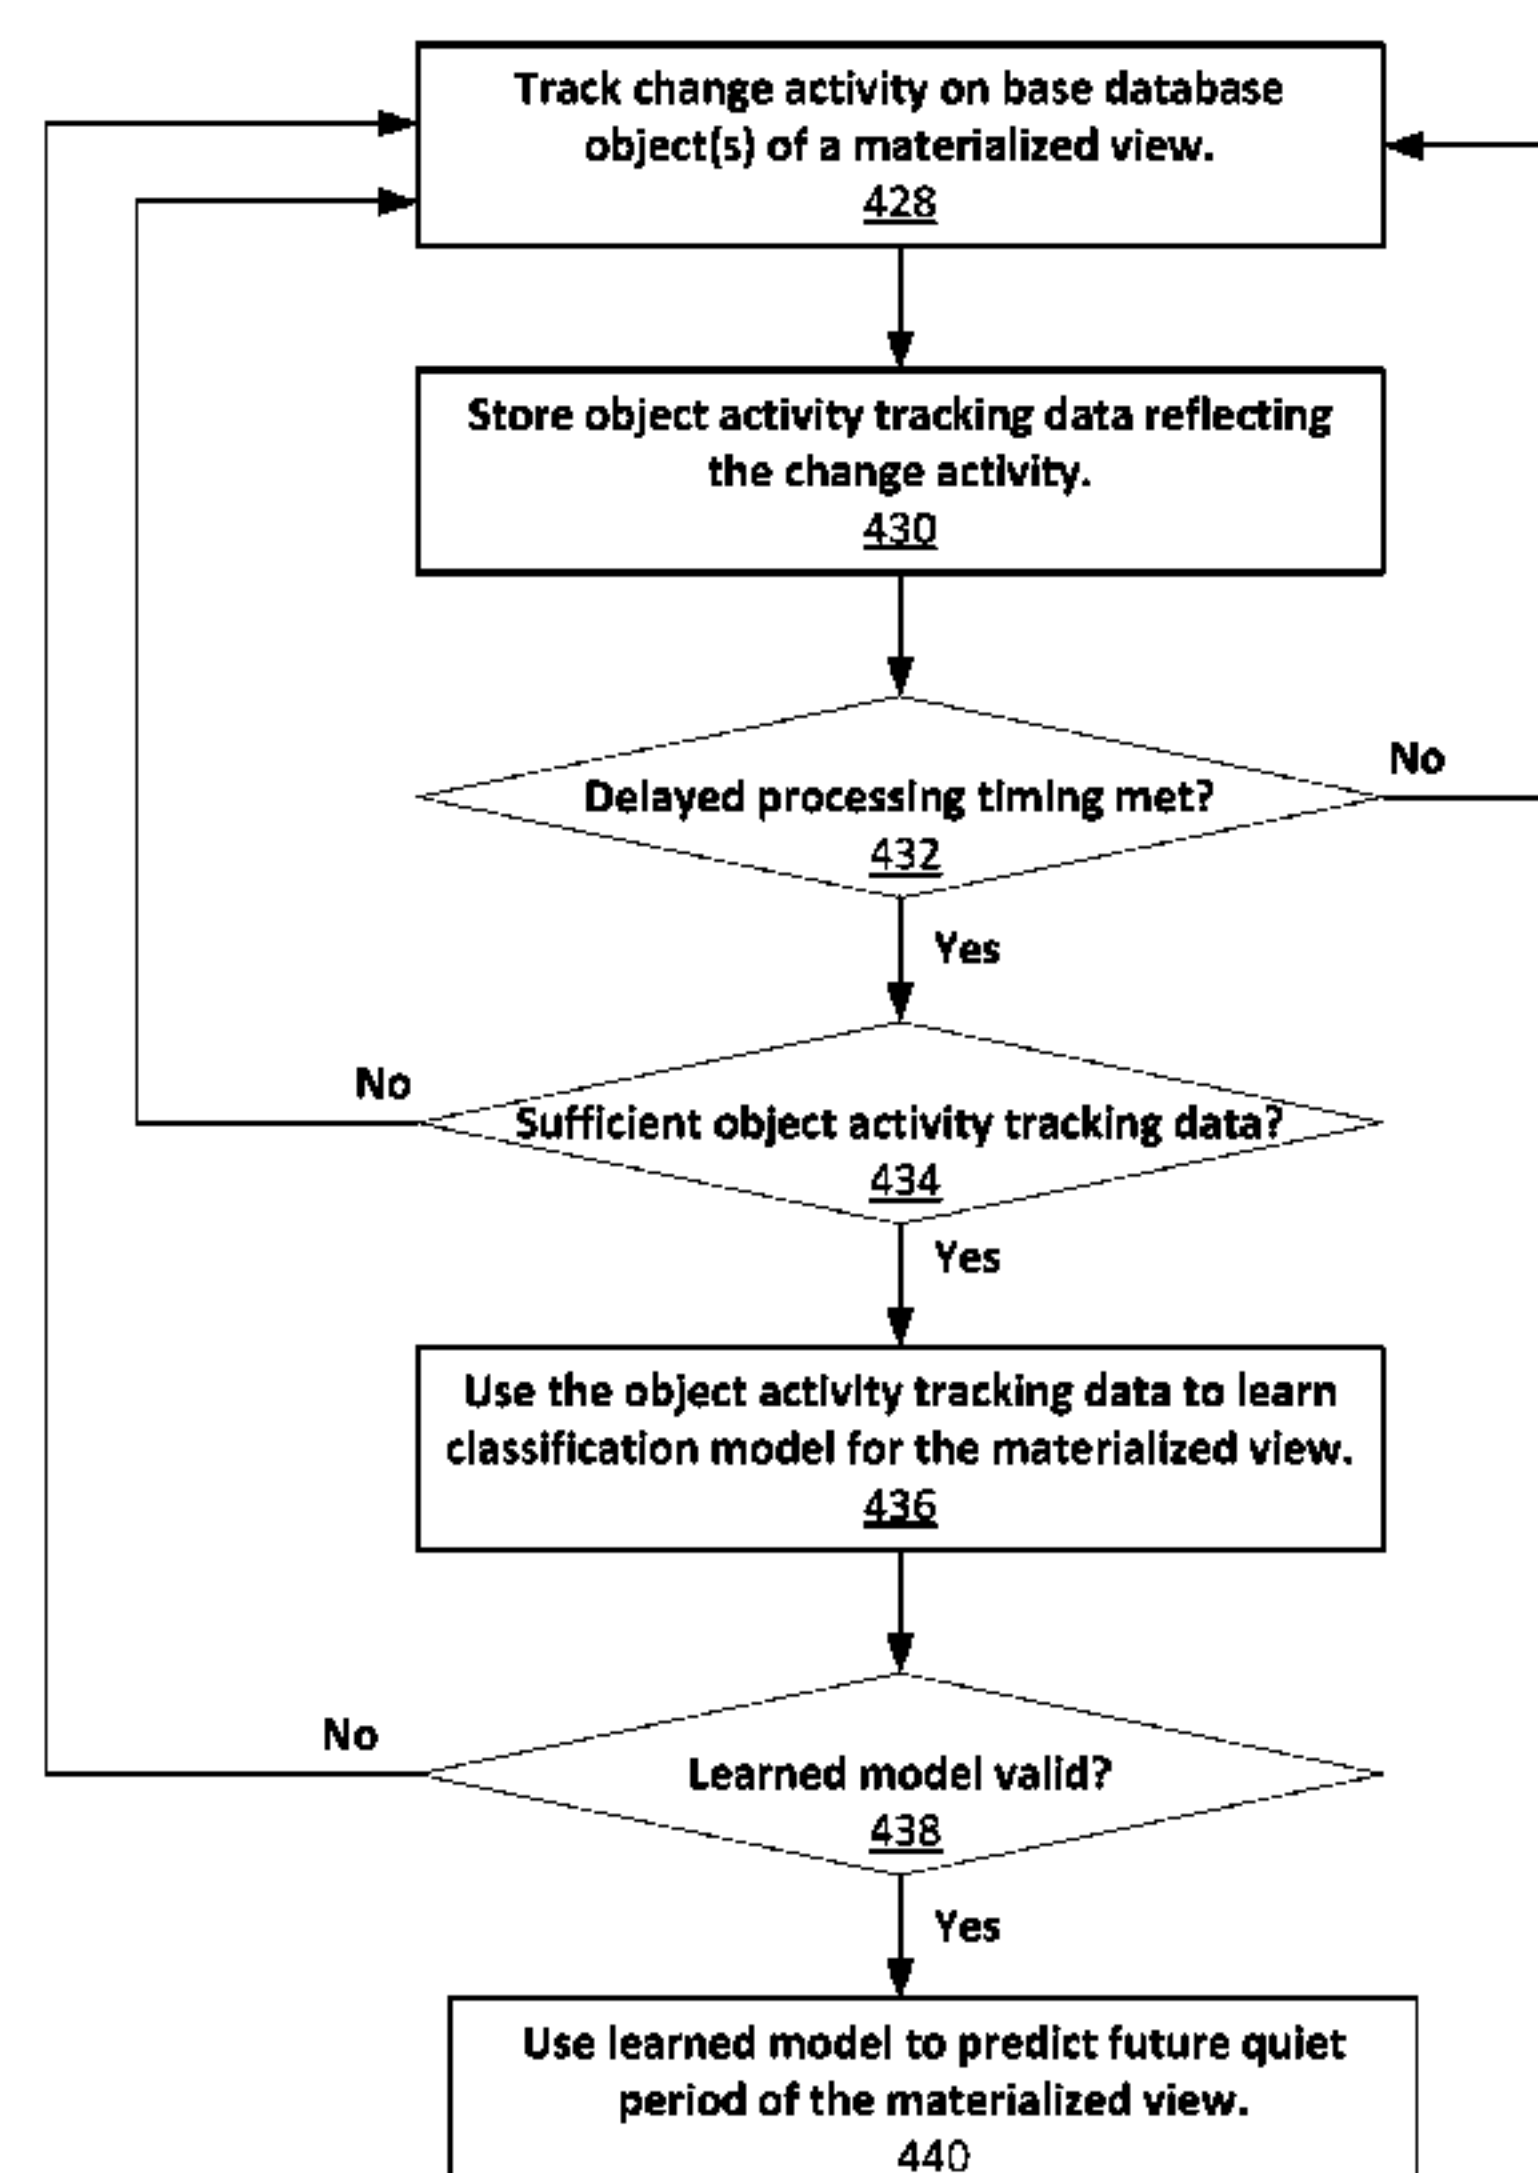 Track change activity on base database
object(s) of a materialized view.
428
Store object activity tracking data reflecting
the change activity.
430
Delayed processing timing met?
432
No
Yes
No
Sufficient object activity tracking data?
434
Yes
Use the object activity tracking data to learn
classification model for the materialized view.
436
No
Learned model valid?
438
Yes
Use learned model to predict future quiet
period of the materialized view.
440